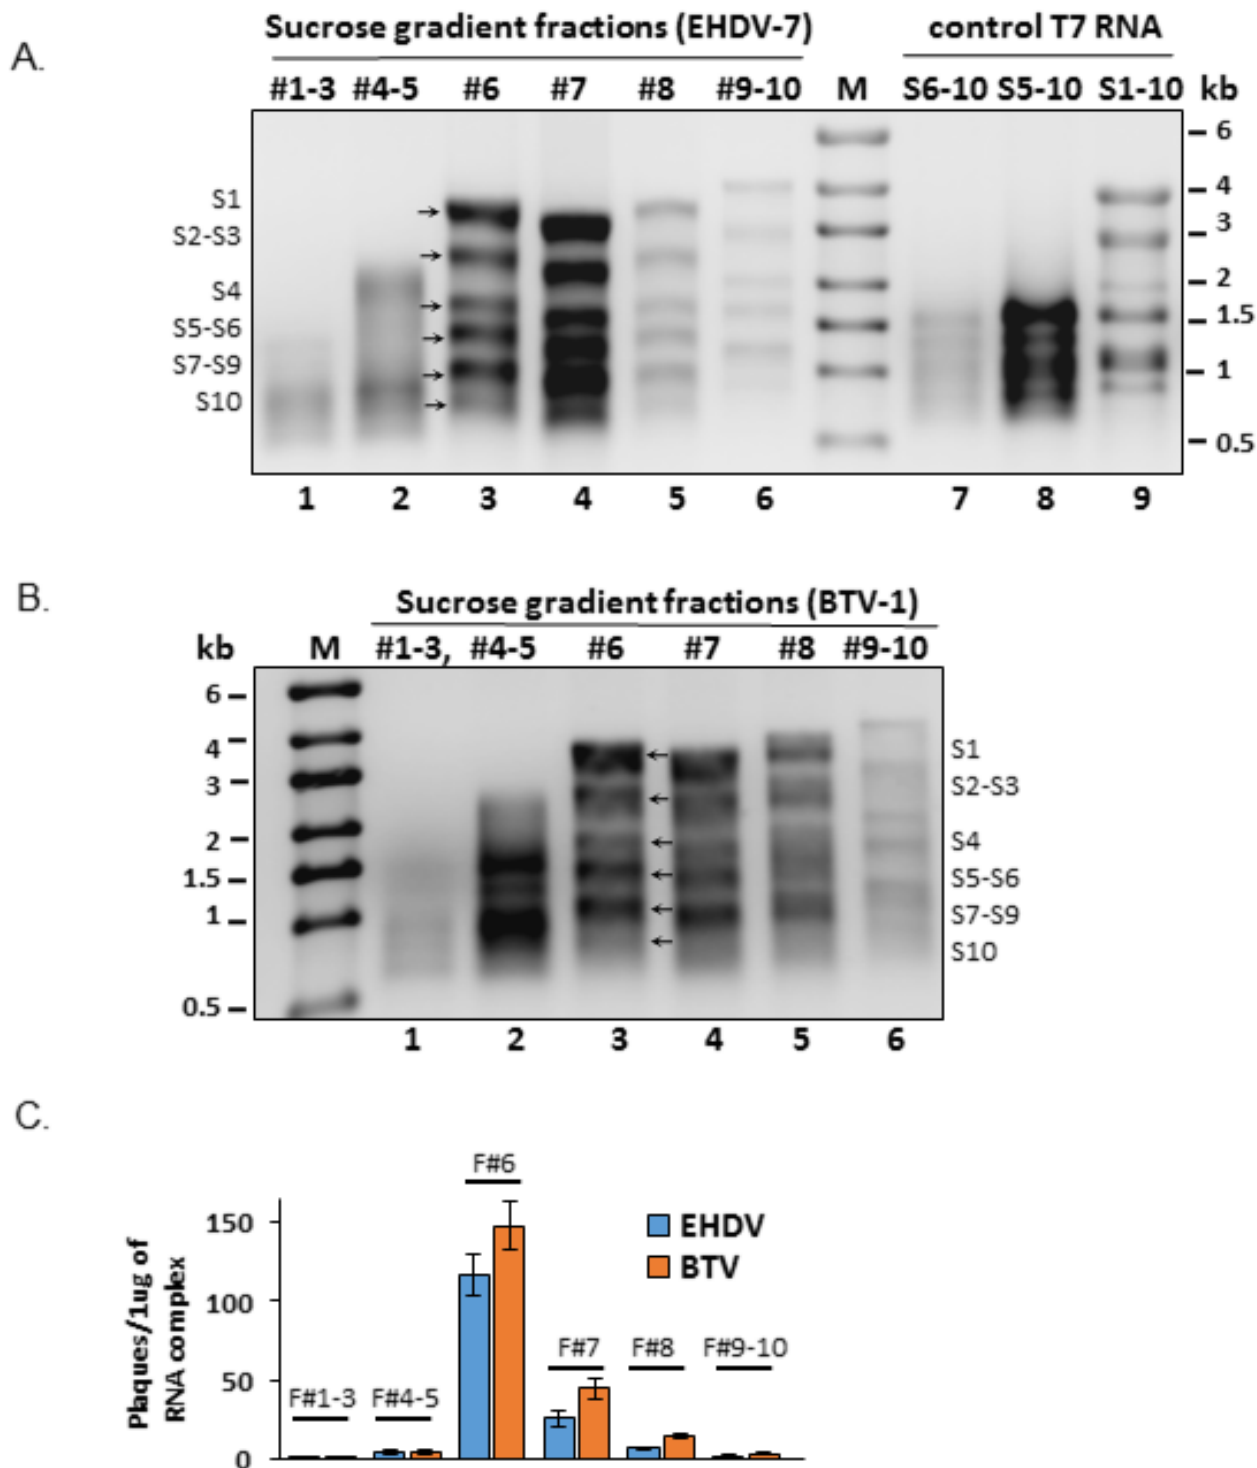 A.
Sucrose gradient fractions (EHDV-7) control T7 RNA
#1-3 #4-5 #6 #7 #8 #9-10 M S6-10 S5-10 S1-10 kb
6
S1 4
S2-S3 3
S4 2
S5-S6 1.5
S7-S9 1
S10 0.5
1 2 3 4 5 6 7 8 9
B.
Sucrose gradient fractions (BTV-1)
kb M #1-3, #4-5 #6 #7 #8 #9-10
6
4 S1
3 S2-S3
2 S4
1.5 S5-S6
1 S7-S9
S10
0.5
1 2 3 4 5 6
C.
Plaques/1ug of
RNA complex
150
100
50
0
F#1-3 F#4-5 F#6 F#7 F#8 F#9-10
EHDV
BTV